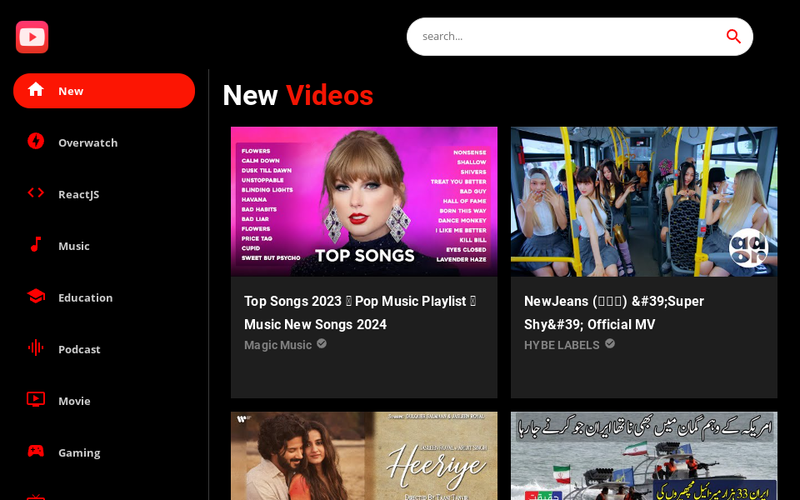 search...
New
Overwatch
ReactJS
Music
Education
Podcast
Movie
Gaming
New Videos
FLOWERS
CALM DOWN
DUSK TILL DAWN
UNSTOPPABLE
BLINDING LIGHTS
HAVANA
BAD HABITS
BAD LIAR
FLOWERS
PRICE TAG
CUPID
SWEET BUT PSYCHO
NONSENSE
SHALLOW
SHIVERS
TREAT YOU BETTER
BAD GUY
HALL OF FAME
BORN THIS WAY
DANCE MONKEY
I LIKE ME BETTER
KILL BILL
EYES CLOSED
LAVENDER HAZE
TOP SONGS
Top Songs 2023 Pop Music Playlist
Music New Songs 2024
Magic Music
ador
NewJeans () &#39;Super
Shy&#39; Official MV
HYBE LABELS
Heeriye
امریکہ کے وہم گمان میں بھی نا تھا ایران جو کرنے جا رہا
ایران 33 ہزار میزائیل مچھیروں کی